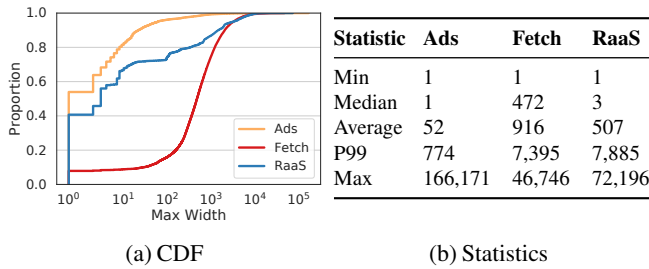 1.0
0.8
0.6
0.4
0.2
0.0
Proportion
Ads
Fetch
RaaS
10^0 10^1 10^2 10^3 10^4 10^5
Max Width
(a) CDF
Statistic Ads Fetch RaaS
Min 1 1 1
Median 1 472 3
Average 52 916 507
P99 774 7,395 7,885
Max 166,171 46,746 72,196
(b) Statistics